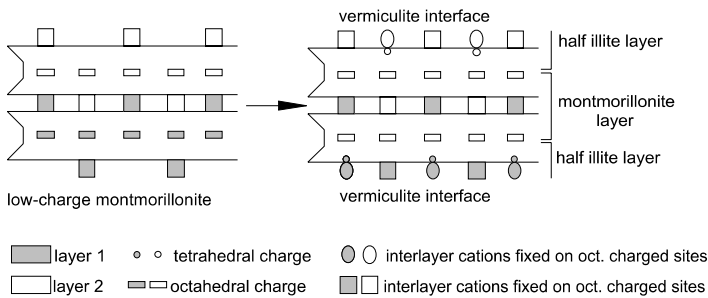 vermiculite interface
half illite layer
montmorillonite
layer
half illite layer
low-charge montmorillonite
vermiculite interface
layer 1
tetrahedral charge
interlayer cations fixed on oct. charged sites
layer 2
octahedral charge
interlayer cations fixed on oct. charged sites